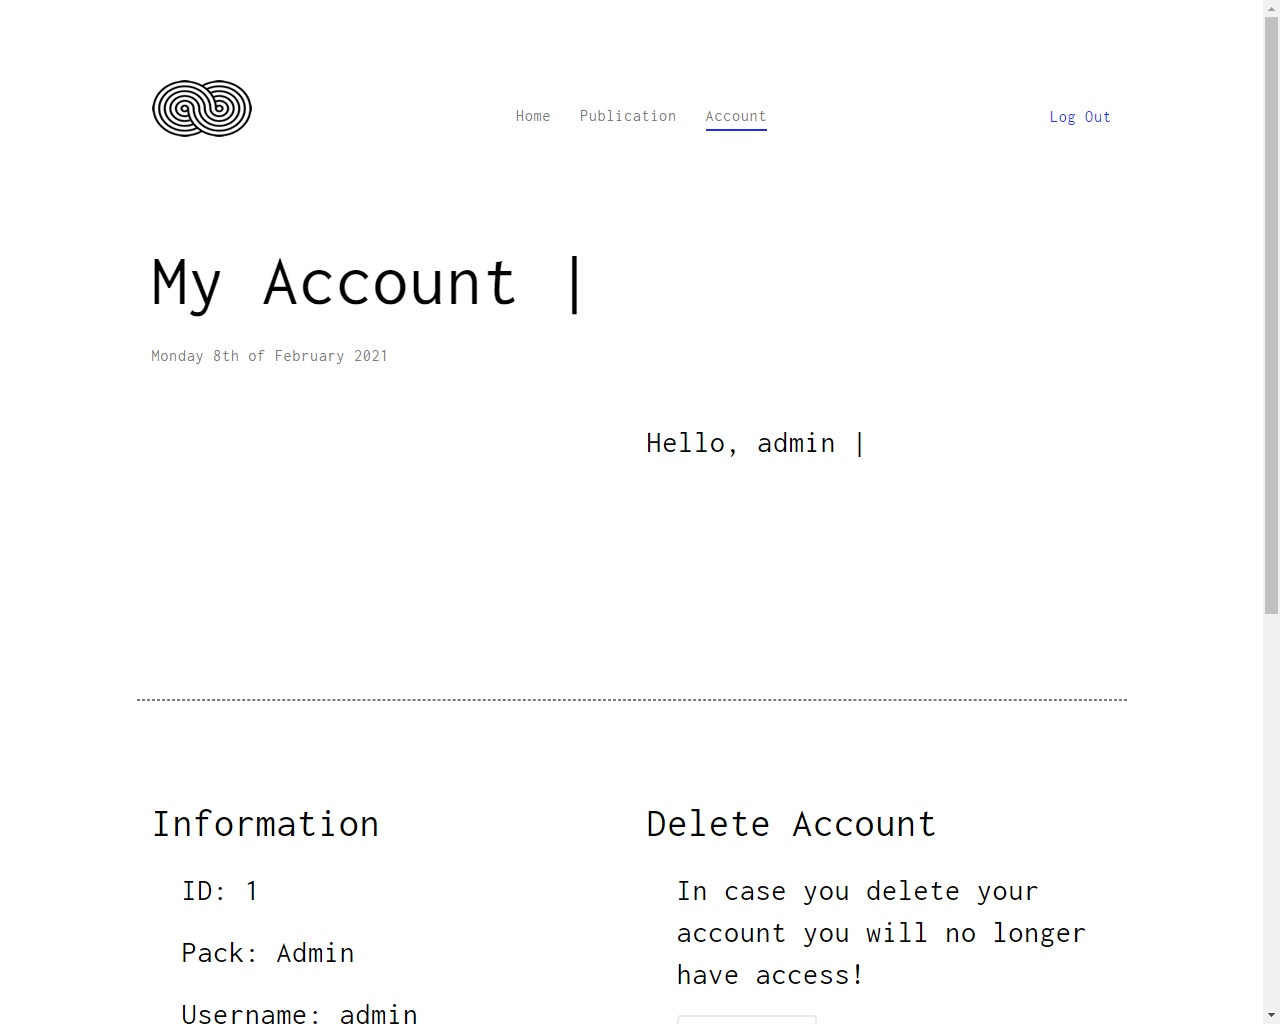 Home Publication Account Log Out
My Account |
Monday 8th of February 2021
Hello, admin |
Information
ID: 1
Pack: Admin
Username: admin
Delete Account
In case you delete your
account you will no longer
have access!